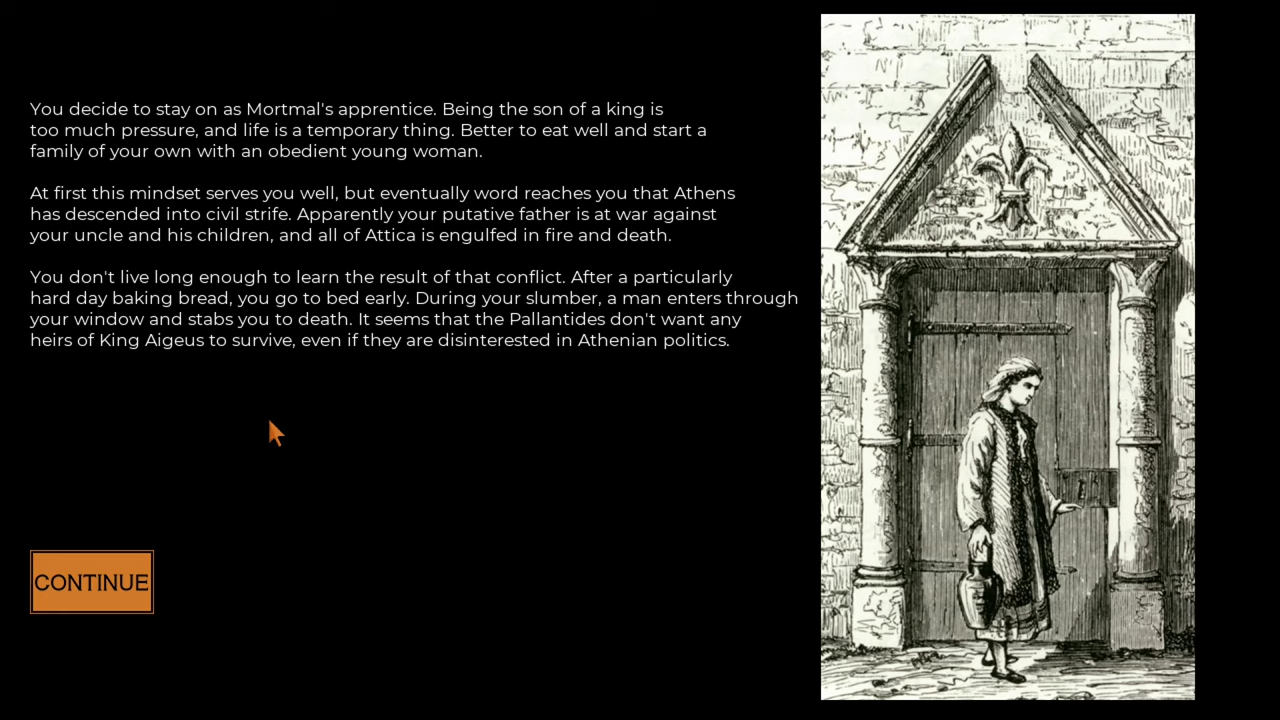 You decide to stay on as Mortmal's apprentice. Being the son of a king is
too much pressure, and life is a temporary thing. Better to eat well and start a
family of your own with an obedient young woman.
At first this mindset serves you well, but eventually word reaches you that Athens
has descended into civil strife. Apparently your putative father is at war against
your uncle and his children, and all of Attica is engulfed in fire and death.
You don't live long enough to learn the result of that conflict. After a particularly
hard day baking bread, you go to bed early. During your slumber, a man enters through
your window and stabs you to death. It seems that the Pallantides don't want any
heirs of King Aigeus to survive, even if they are disinterested in Athenian politics.
CONTINUE